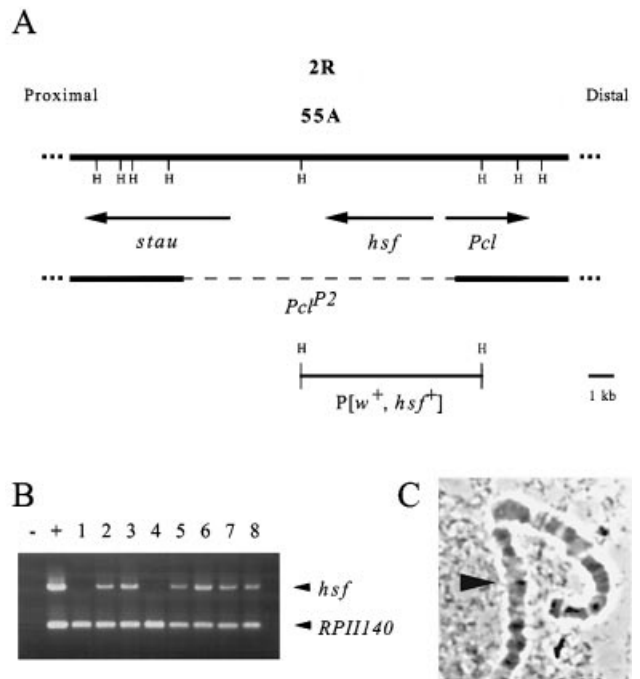 A
2R
Proximal Distal
55A
... ...
H H H H H H H H
stau hsf Pcl
... ...
Pcl^P2
H H
P[w+, hsf+] 1 kb
B C
- + 1 2 3 4 5 6 7 8
hsf
RPII140